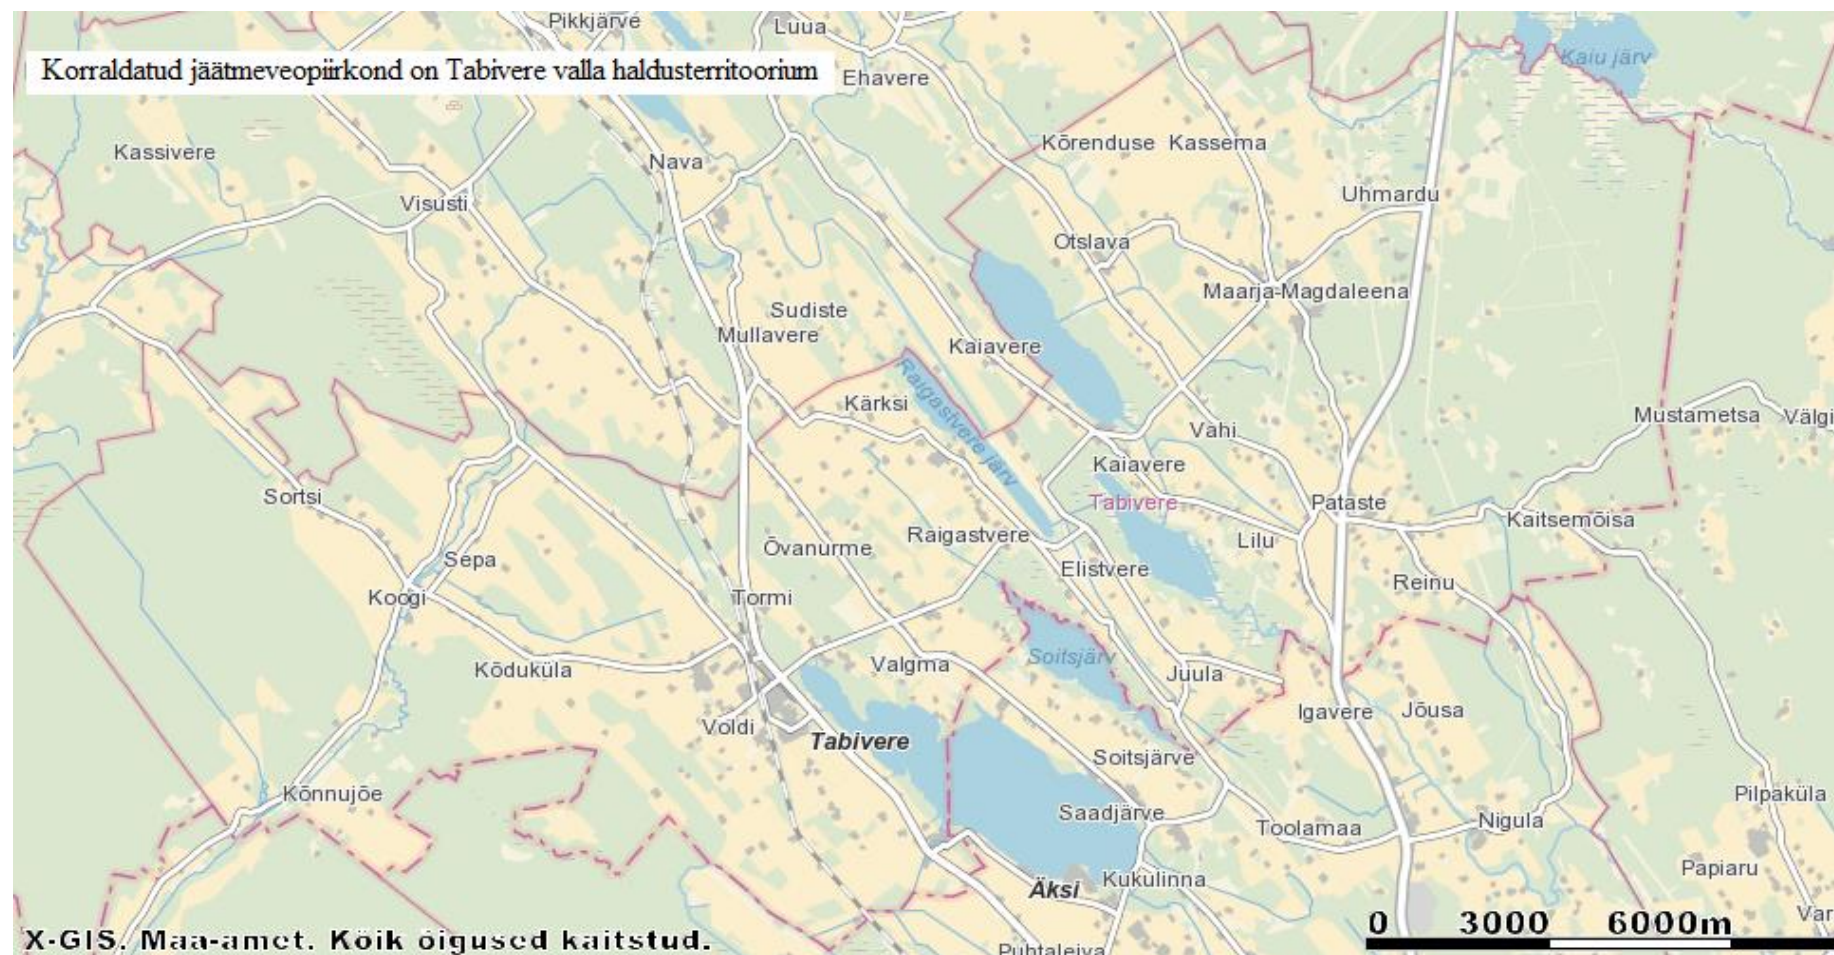 Pikkjärve
Luua
Kaiu järv
Korraldatud jäätmeveopiirkond on Tabivere valla haldusterritoorium
Ehavere
Kassivere
Nava
Kõrenduse
Kassema
Visusti
Uhmardu
Otslava
Maarja-Magdaleena
Sudiste
Mullavere
Kaiavere
Raigastvere järv
Kärksi
Vahi
Mustametsa
Välgi
Kaiavere
Sortsi
Tabivere
Pataste
Kaitsemõisa
Raigastvere
Lilu
Õvanurme
Sepa
Elistvere
Reinu
Koogi
Tormi
Soitsjärv
Valgma
Kõduküla
Juula
Igavere
Jõusa
Voldi
Tabivere
Soitsjärve
Kõnnujõe
Pilpaküla
Saadjärve
Toolamaa
Nigula
Papiaru
Äksi
Kukulinna
Var
0 3000 6000m
X-GIS. Maa-amet. Kõik õigused kaitstud.
Puhtaleiva